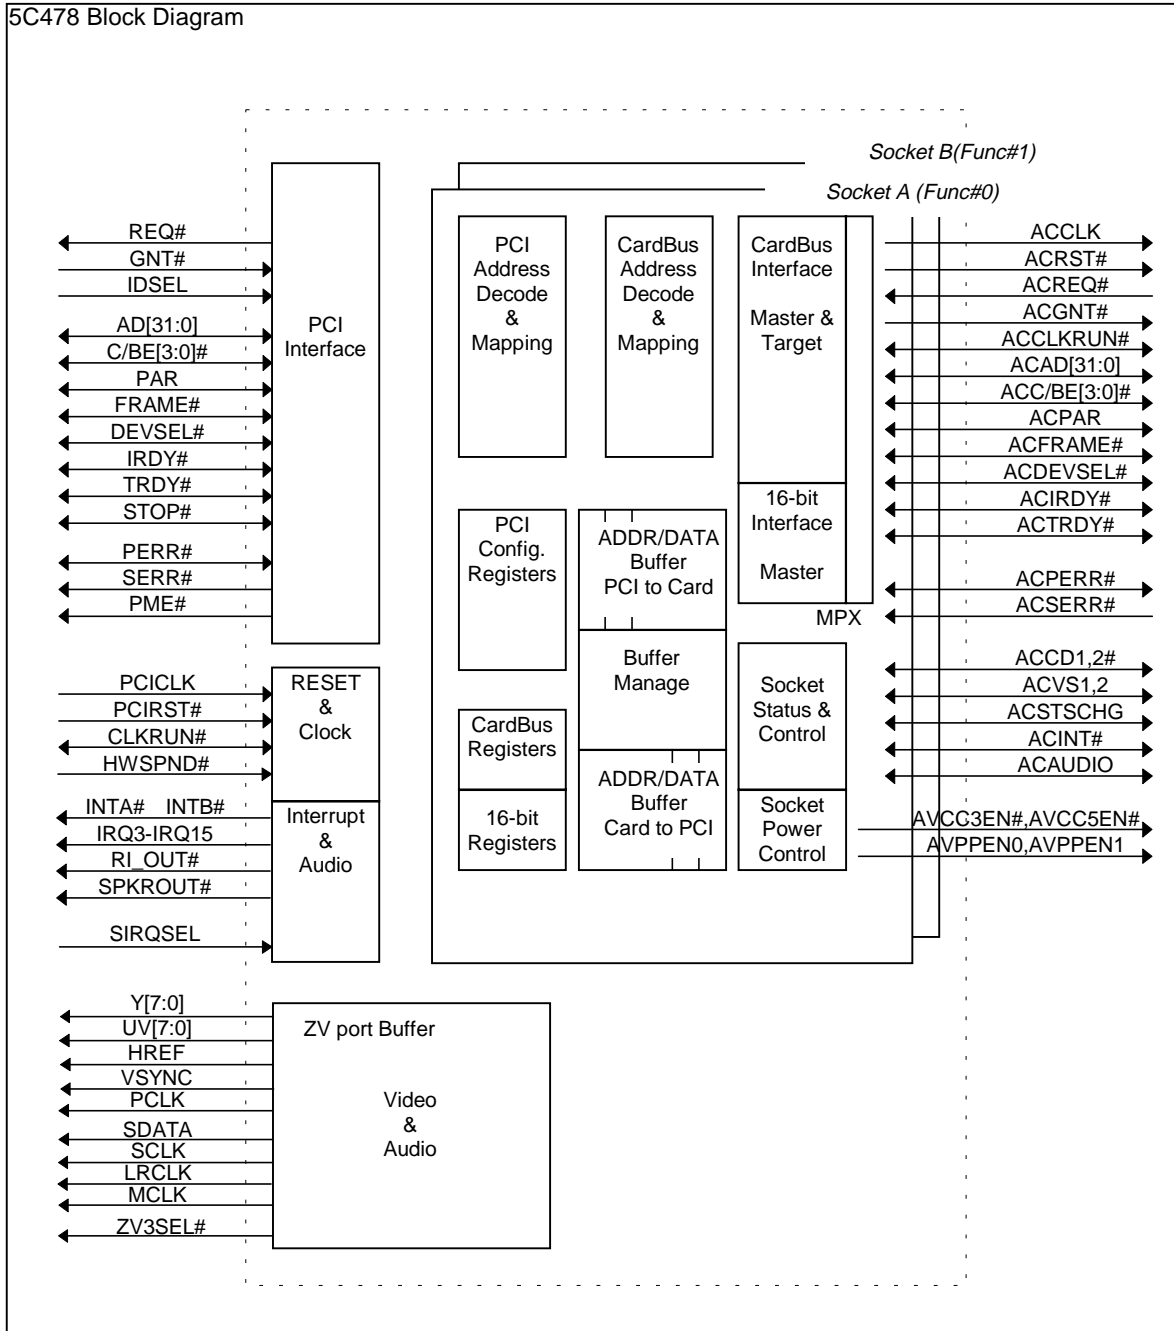 5C478 Block Diagram
Socket B(Func#1)
Socket A (Func#0)
REQ#
GNT#
IDSEL
AD[31:0]
C/BE[3:0]#
PAR
FRAME#
DEVSEL#
IRDY#
TRDY#
STOP#
PERR#
SERR#
PME#
PCI
Interface
PCICLK
PCIRST#
CLKRUN#
HWSPND#
RESET
&
Clock
INTA# INTB#
IRQ3-IRQ15
RI_OUT#
SPKROUT#
SIRQSEL
Interrupt
&
Audio
Y[7:0]
UV[7:0]
HREF
VSYNC
PCLK
SDATA
SCLK
LRCLK
MCLK
ZV3SEL#
ZV port Buffer
Video
&
Audio
PCI
Address
Decode
&
Mapping
CardBus
Address
Decode
&
Mapping
CardBus
Interface
Master &
Target
16-bit
Interface
Master
MPX
PCI
Config.
Registers
ADDR/DATA
Buffer
PCI to Card
Buffer
Manage
ADDR/DATA
Buffer
Card to PCI
CardBus
Registers
16-bit
Registers
Socket
Status &
Control
Socket
Power
Control
ACCLK
ACRST#
ACREQ#
ACGNT#
ACCLKRUN#
ACAD[31:0]
ACC/BE[3:0]#
ACPAR
ACFRAME#
ACDEVSEL#
ACIRDY#
ACTRDY#
ACPERR#
ACSERR#
ACCD1,2#
ACVS1,2
ACSTSCHG
ACINT#
ACAUDIO
AVCC3EN#,AVCC5EN#
AVPPEN0,AVPPEN1